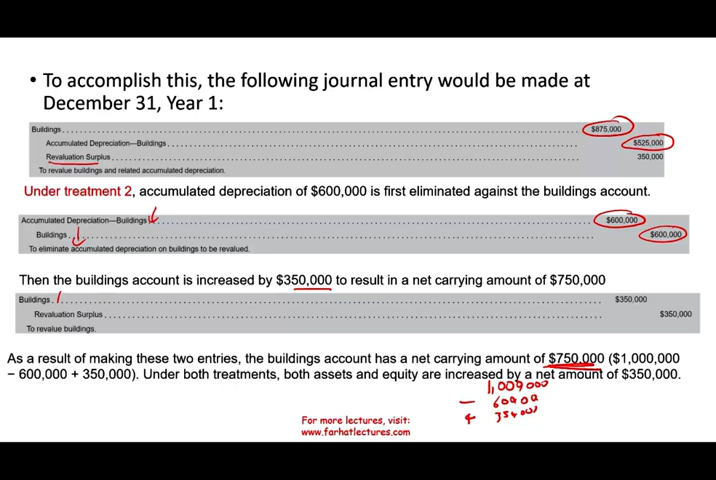 • To accomplish this, the following journal entry would be made at
December 31, Year 1:
Buildings . . . . . $875,000
Accumulated Depreciation—Buildings . . . . . $525,000
Revaluation Surplus . . . . . 350,000
To revalue buildings and related accumulated depreciation.
Under treatment 2, accumulated depreciation of $600,000 is first eliminated against the buildings account.
Accumulated Depreciation—Buildings . . . . . $600,000
Buildings . . . . . $600,000
To eliminate accumulated depreciation on buildings to be revalued.
Then the buildings account is increased by $350,000 to result in a net carrying amount of $750,000
Buildings . . . . . $350,000
Revaluation Surplus . . . . . $350,000
To revalue buildings.
As a result of making these two entries, the buildings account has a net carrying amount of $750,000 ($1,000,000
− 600,000 + 350,000). Under both treatments, both assets and equity are increased by a net amount of $350,000.
1,000,000
−
+
For more lectures, visit:
www.farhatlectures.com